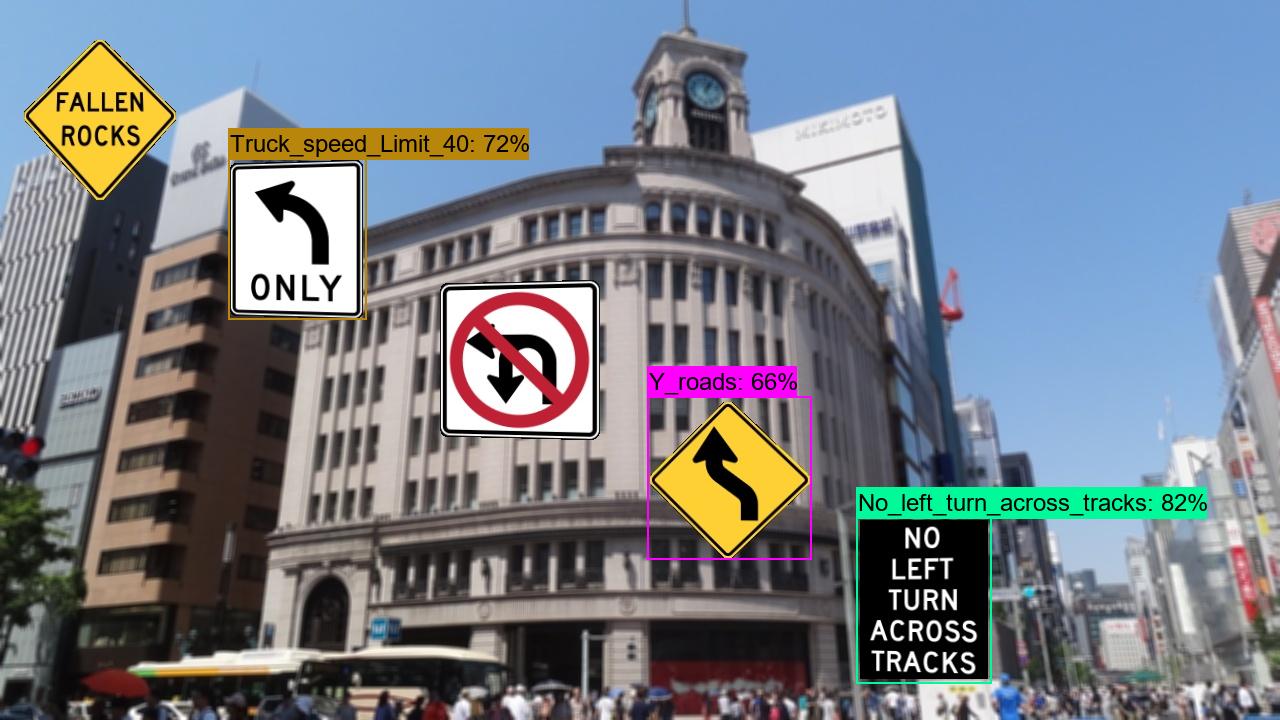 FALLEN
ROCKS
Truck_speed_Limit_40: 72%
ONLY
MIKIMOTO
Y_roads: 66%
No_left_turn_across_tracks: 82%
NO
LEFT
TURN
ACROSS
TRACKS